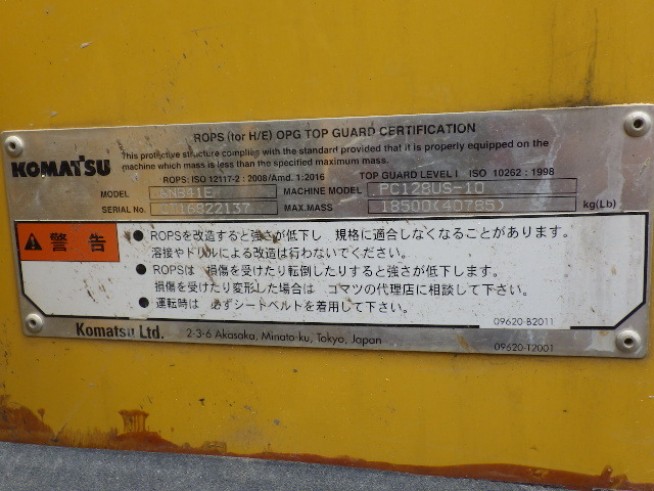 ROPS (for H/E) OPG TOP GUARD CERTIFICATION
KOMATSU
This protective structure complies with the standard provided that it is properly equipped on the
machine which mass is less than the specified maximum mass.
ROPS: ISO 12117-2 : 2008/Amd. 1:2016 TOP GUARD LEVEL I ISO 10262 : 1998
MODEL MACHINE MODEL PC128US-10
SERIAL No. MAX.MASS 18500(40785) kg(Lb)
警 告
● ROPSを改造すると強さが低下し 規格に適合しなくなることがあります。
溶接やドリルによる改造は行わないでください。
● ROPSは 損傷を受けたり転倒したりすると強さが低下します。
損傷を受けたり変形した場合は コマツの代理店に相談して下さい。
● 運転時は 必ずシートベルトを着用して下さい。
09620-B2011
Komatsu Ltd. 2-3-6 Akasaka, Minato-ku, Tokyo, Japan
09620-12001